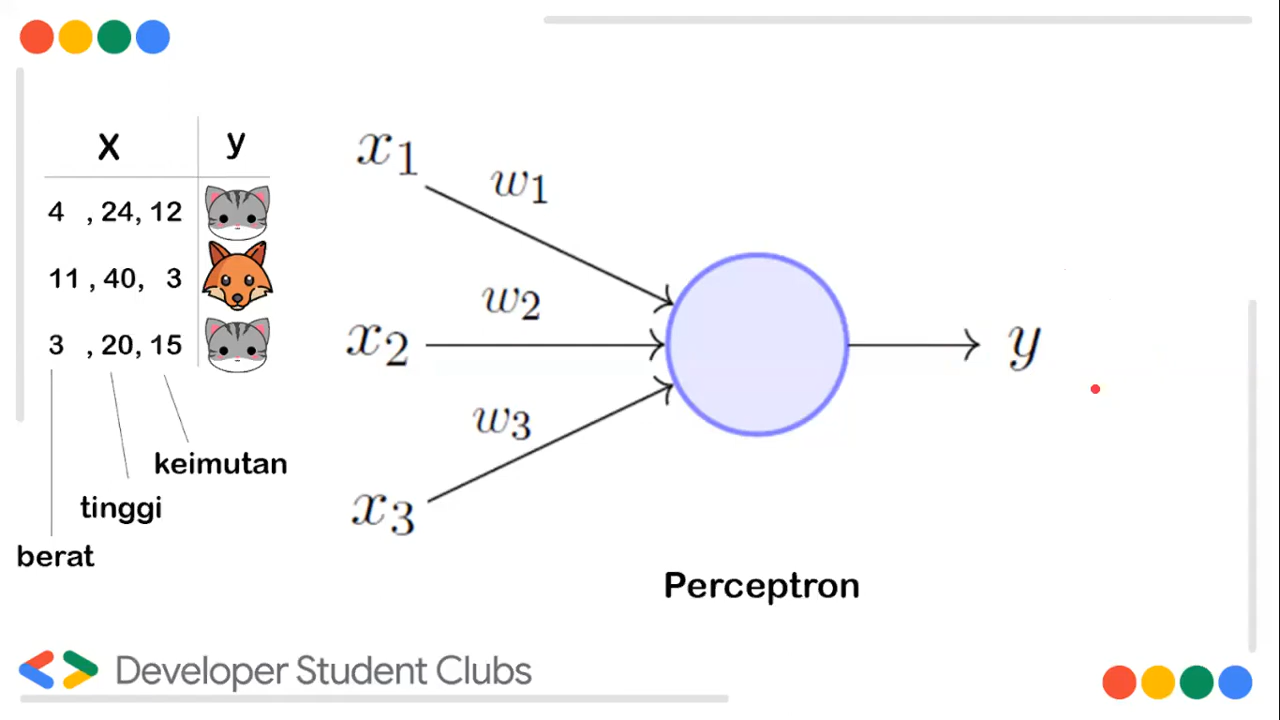 X y
4 , 24, 12
11 , 40, 3
3 , 20, 15
keimutan
tinggi
berat
x1
w1
x2
w2
x3
w3
y
Perceptron
Developer Student Clubs